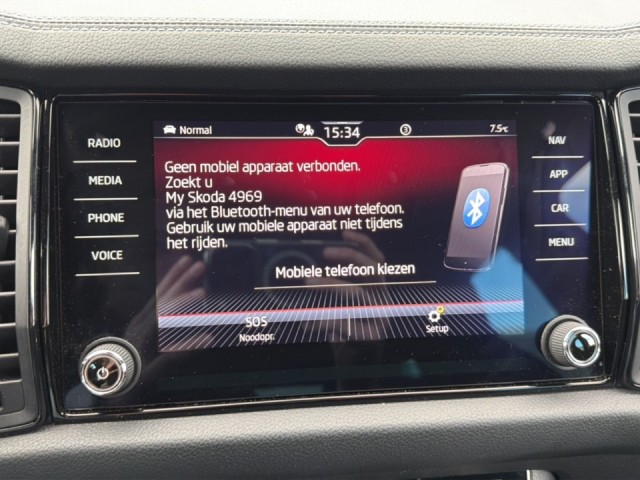 RADIO
MEDIA
PHONE
VOICE
Normal
15:34
3
7.5°C
Geen mobiel apparaat verbonden.
Zoekt u
My Skoda 4969
via het Bluetooth-menu van uw telefoon.
Gebruik uw mobiele apparaat niet tijdens
het rijden.
Mobiele telefoon kiezen
SOS
Noodopr.
Setup
NAV
APP
CAR
MENU